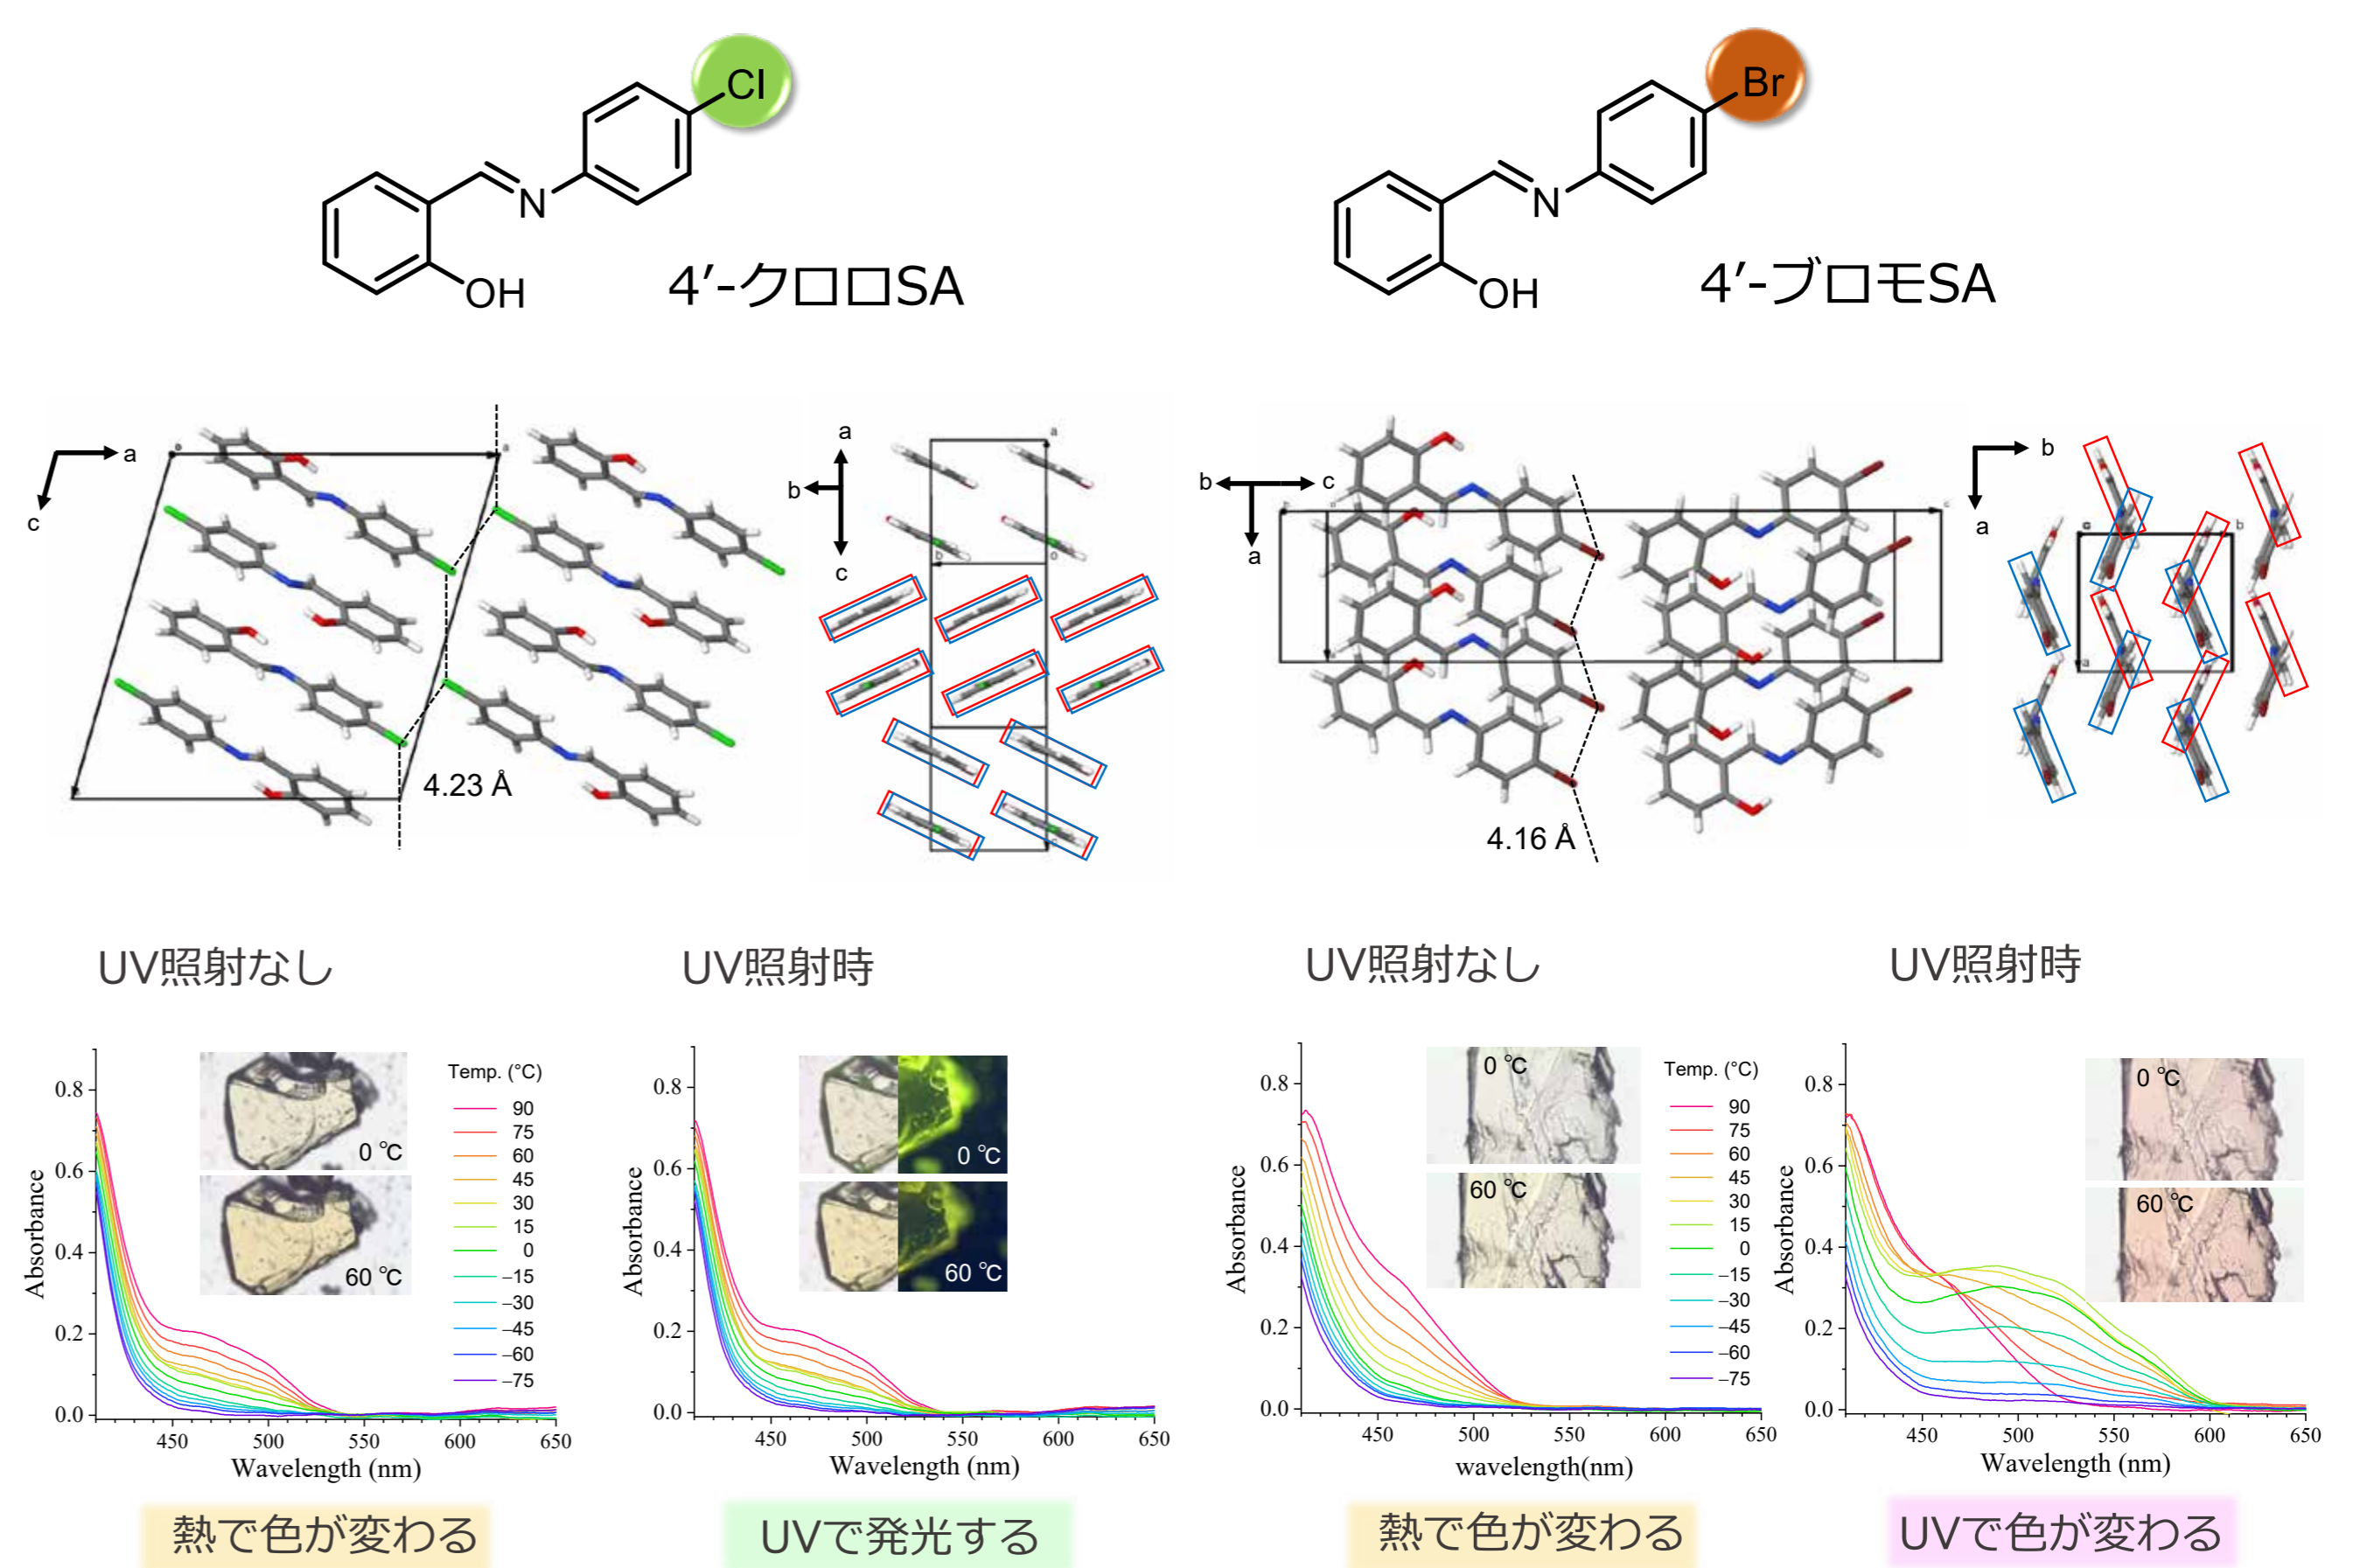 Cl
N
OH
4′-クロロSA
Br
N
OH
4′-ブロモSA
a
c
4.23 Å
a
b
c
b
c
a
4.16 Å
b
a
UV照射なし
UV照射時
UV照射なし
UV照射時
Absorbance
0.8
0.6
0.4
0.2
0.0
450
500
550
600
650
Wavelength (nm)
0 °C
60 °C
Temp. (°C)
90
75
60
45
30
15
0
−15
−30
−45
−60
−75
Absorbance
0.8
0.6
0.4
0.2
0.0
450
500
550
600
650
Wavelength (nm)
0 °C
60 °C
Absorbance
0.8
0.6
0.4
0.2
0.0
450
500
550
600
650
wavelength(nm)
0 °C
60 °C
Temp. (°C)
90
75
60
45
30
15
0
−15
−30
−45
−60
−75
Absorbance
0.8
0.6
0.4
0.2
0.0
450
500
550
600
650
Wavelength (nm)
0 °C
60 °C
熱で色が変わる
UVで発光する
熱で色が変わる
UVで色が変わる